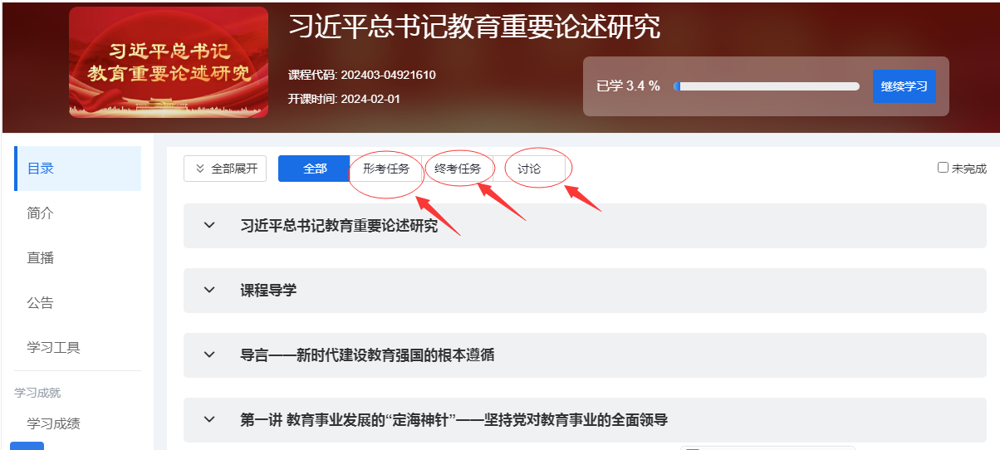 习近平总书记教育重要论述研究
习近平总书记
教育重要论述研究
课程代码: 202403-04921610
开课时间: 2024-02-01
已学 3.4 %
继续学习
目录
简介
直播
公告
学习工具
学习成就
学习成绩
全部展开
全部
形考任务
终考任务
讨论
未完成
习近平总书记教育重要论述研究
课程导学
导言——新时代建设教育强国的根本遵循
第一讲 教育事业发展的“定海神针”——坚持党对教育事业的全面领导